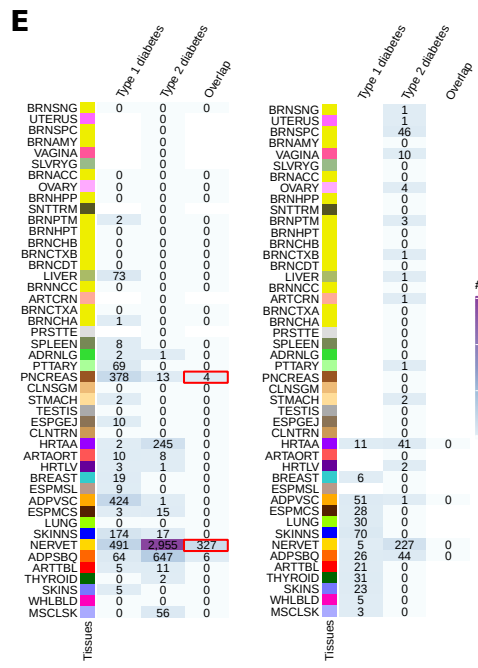 E
Type 1 diabetes
Type 2 diabetes
Overlap
BRNSNG 0 0 0
UTERUS 0
BRNSPC 0
BRNAMY 0
VAGINA 0
SLVRYG 0
BRNACC 0 0 0
OVARY 0 0 0
BRNHPP 0 0 0
SNTTRM 0
BRNPTM 2 0 0
BRNHPT 0 0 0
BRNCHB 0 0 0
BRNCTXB 0 0 0
BRNCDT 0 0 0
LIVER 73 0 0
BRNNCC 0 0 0
ARTCRN 0
BRNCTXA 0 0 0
BRNCHA 1 0 0
PRSTTE 0
SPLEEN 8 0 0
ADRNLG 2 1 0
PTTARY 69 0 0
PNCREAS 378 13 4
CLNSGM 0 0 0
STMACH 2 0 0
TESTIS 0 0 0
ESPGEJ 10 0 0
CLNTRN 0 0 0
HRTAA 2 245 0
ARTAORT 10 8 0
HRTLV 3 1 0
BREAST 19 0 0
ESPMSL 9 0 0
ADPVSC 424 1 0
ESPMCS 3 15 0
LUNG 0 0 0
SKINNS 174 17 0
NERVET 491 2,955 327
ADPSBQ 64 647 6
ARTTBL 5 11 0
THYROID 0 2 0
SKINS 5 0 0
WHLBLD 0 0 0
MSCLSK 0 56 0
Tissues
Type 1 diabetes
Type 2 diabetes
Overlap
BRNSNG 1
UTERUS 1
BRNSPC 46
BRNAMY 0
VAGINA 10
SLVRYG 0
BRNACC 0
OVARY 4
BRNHPP 0
SNTTRM 0
BRNPTM 3
BRNHPT 0
BRNCHB 0
BRNCTXB 1
BRNCDT 0
LIVER 1
BRNNCC 0
ARTCRN 1
BRNCTXA 0
BRNCHA 0
PRSTTE 0
SPLEEN 0
ADRNLG 0
PTTARY 1
PNCREAS 0
CLNSGM 0
STMACH 2
TESTIS 0
ESPGEJ 0
CLNTRN 0
HRTAA 11 41 0
ARTAORT 0
HRTLV 2
BREAST 6 0
ESPMSL 0
ADPVSC 51 1 0
ESPMCS 28 0
LUNG 30 0
SKINNS 70 0
NERVET 5 227 0
ADPSBQ 26 44 0
ARTTBL 21 0
THYROID 31 0
SKINS 23 0
WHLBLD 5 0
MSCLSK 3 0
Tissues